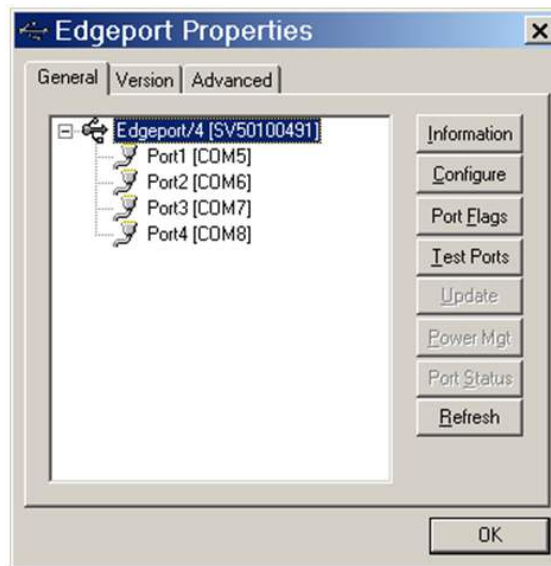 Edgeport Properties
General Version Advanced
Edgeport/4 [SV50100491]
Port1 [COM5]
Port2 [COM6]
Port3 [COM7]
Port4 [COM8]
Information
Configure
Port Flags
Test Ports
Update
Power Mgt
Port Status
Refresh
OK